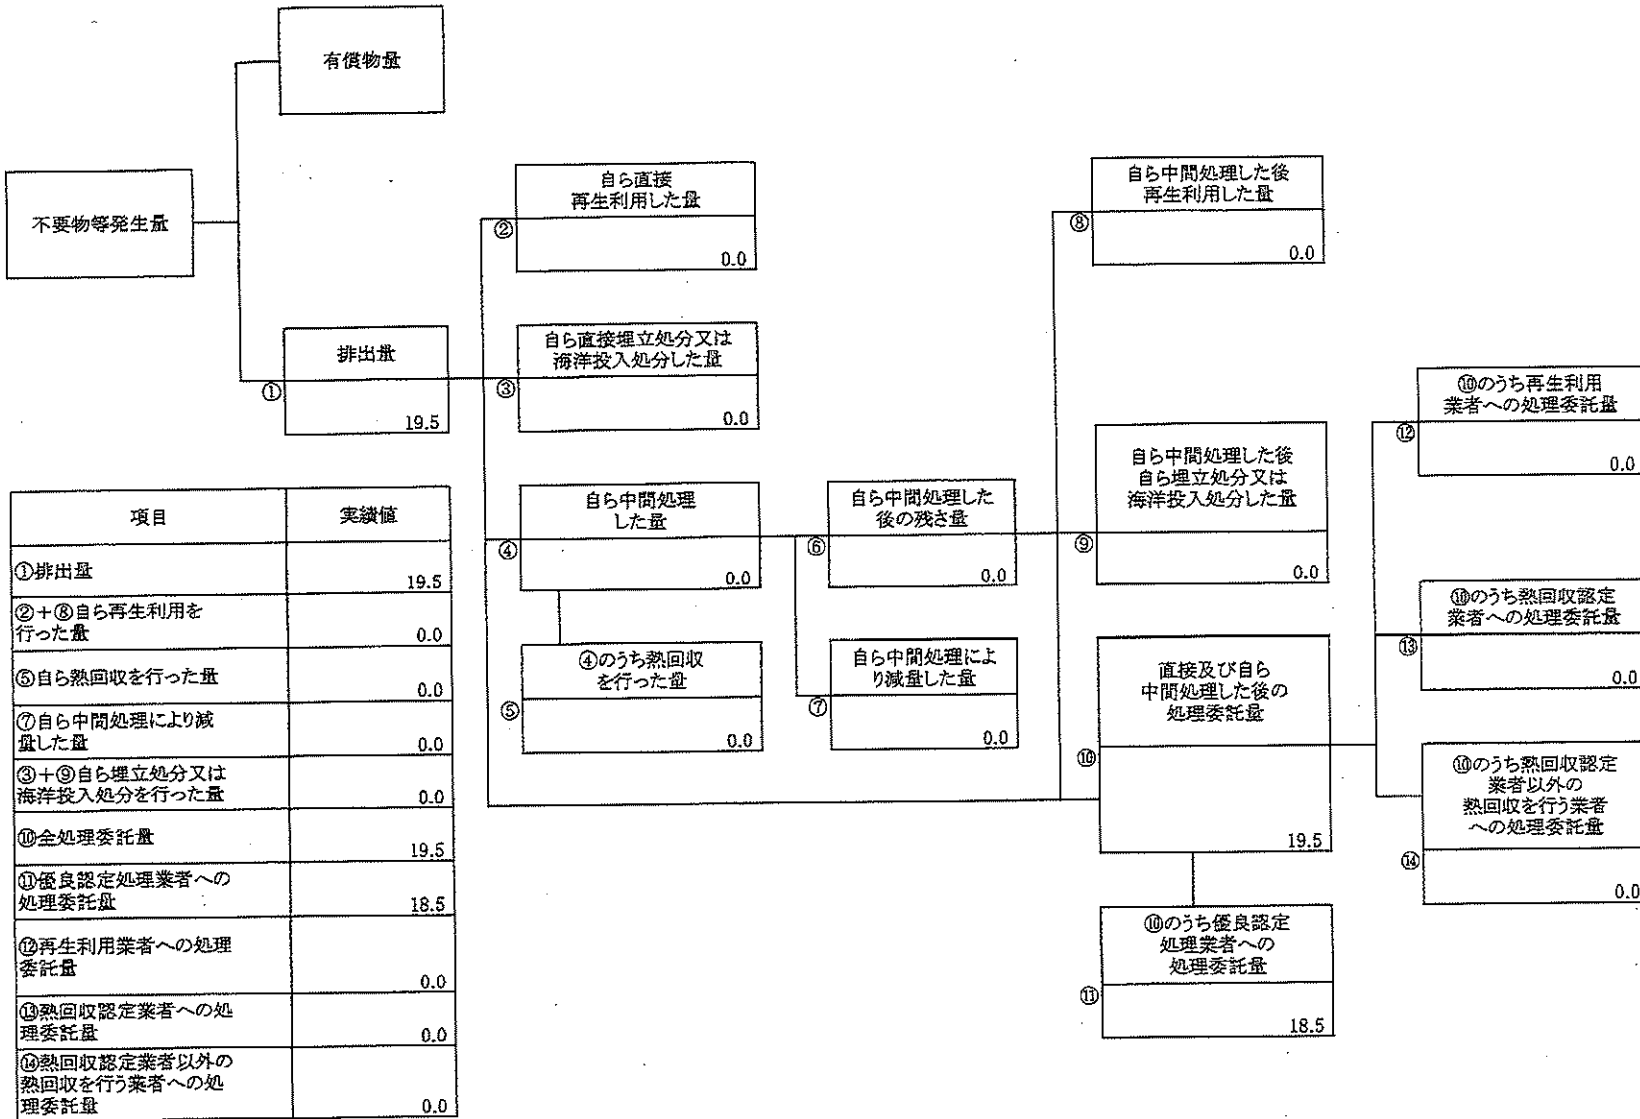 有償物量
不要物等発生量
自ら直接
再生利用した量
②
0.0
自ら中間処理した後
再生利用した量
⑧
0.0
排出量
①
19.5
自ら直接埋立処分又は
海洋投入処分した量
③
0.0
⑩のうち再生利用
業者への処理委託量
⑫
0.0
自ら中間処理
した量
④
0.0
自ら中間処理した
後の残さ量
⑥
0.0
自ら中間処理した後
自ら埋立処分又は
海洋投入処分した量
⑨
0.0
⑩のうち熱回収認定
業者への処理委託量
⑬
0.0
④のうち熱回収
を行った量
⑤
0.0
自ら中間処理によ
り減量した量
⑦
0.0
直接及び自ら
中間処理した後の
処理委託量
⑩
19.5
⑩のうち熱回収認定
業者以外の
熱回収を行う業者
への処理委託量
⑭
0.0
⑩のうち優良認定
処理業者への
処理委託量
⑪
18.5
項目 実績値
①排出量 19.5
②+⑧自ら再生利用を
行った量 0.0
⑤自ら熱回収を行った量 0.0
⑦自ら中間処理により減
量した量 0.0
③+⑨自ら埋立処分又は
海洋投入処分を行った量 0.0
⑩全処理委託量 19.5
⑪優良認定処理業者への
処理委託量 18.5
⑫再生利用業者への処理
委託量 0.0
⑬熱回収認定業者への処
理委託量 0.0
⑭熱回収認定業者以外の
熱回収を行う業者への処
理委託量 0.0